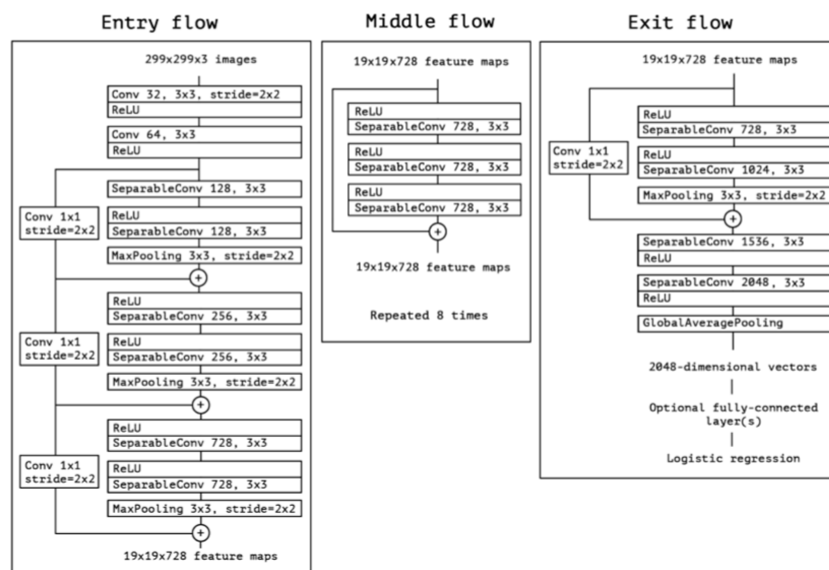 Entry flow
299x299x3 images
Conv 32, 3x3, stride=2x2
ReLU
Conv 64, 3x3
ReLU
SeparableConv 128, 3x3
Conv 1x1
stride=2x2
ReLU
SeparableConv 128, 3x3
MaxPooling 3x3, stride=2x2
+
ReLU
SeparableConv 256, 3x3
Conv 1x1
stride=2x2
ReLU
SeparableConv 256, 3x3
MaxPooling 3x3, stride=2x2
+
ReLU
SeparableConv 728, 3x3
Conv 1x1
stride=2x2
ReLU
SeparableConv 728, 3x3
MaxPooling 3x3, stride=2x2
+
19x19x728 feature maps
Middle flow
19x19x728 feature maps
ReLU
SeparableConv 728, 3x3
ReLU
SeparableConv 728, 3x3
ReLU
SeparableConv 728, 3x3
+
19x19x728 feature maps
Repeated 8 times
Exit flow
19x19x728 feature maps
ReLU
SeparableConv 728, 3x3
Conv 1x1
stride=2x2
ReLU
SeparableConv 1024, 3x3
MaxPooling 3x3, stride=2x2
+
SeparableConv 1536, 3x3
ReLU
SeparableConv 2048, 3x3
ReLU
GlobalAveragePooling
2048-dimensional vectors
Optional fully-connected
layer(s)
Logistic regression